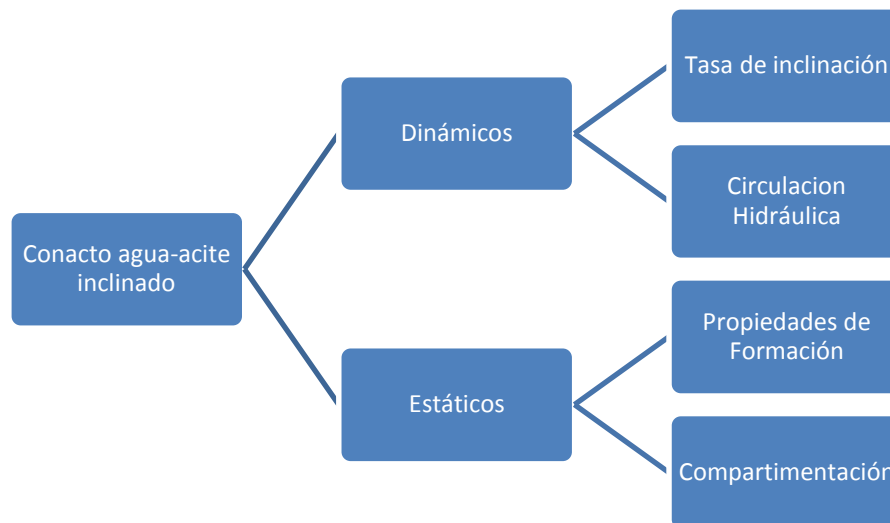 Tasa de inclinación
Dinámicos
Circulacion
Hidráulica
Conacto agua-acite
inclinado
Propiedades de
Formación
Estáticos
Compartimentación